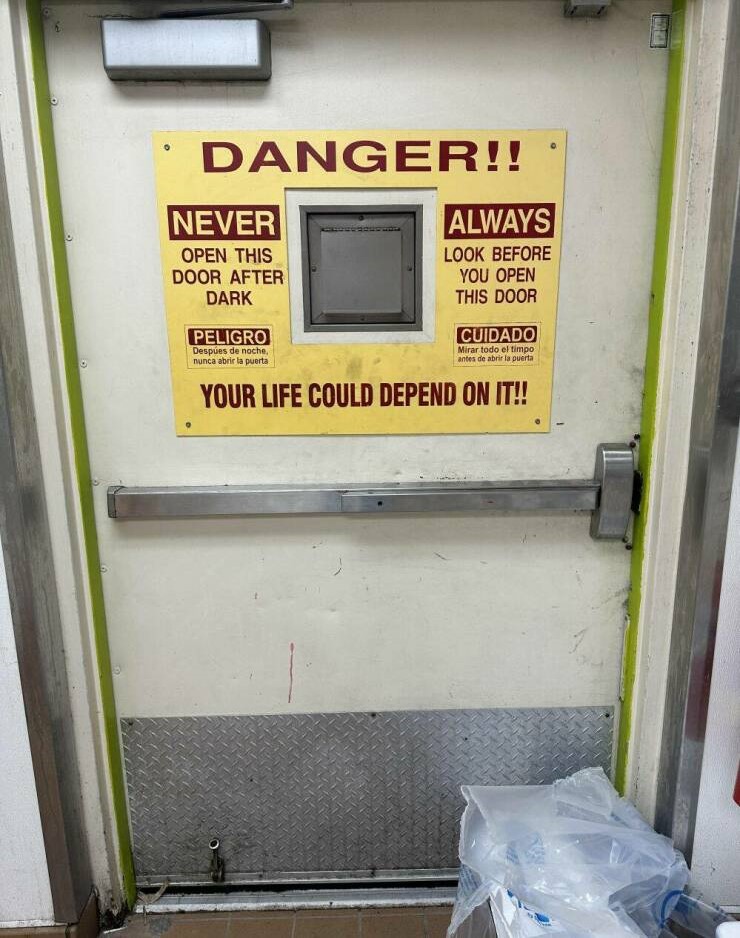 DANGER!!
NEVER
OPEN THIS
DOOR AFTER
DARK
PELIGRO
Despues de noche,
nunca abrir la puerta
ALWAYS
LOOK BEFORE
YOU OPEN
THIS DOOR
CUIDADO
Mirar todo el timpo
antes de abrir la puerta
YOUR LIFE COULD DEPEND ON IT!!